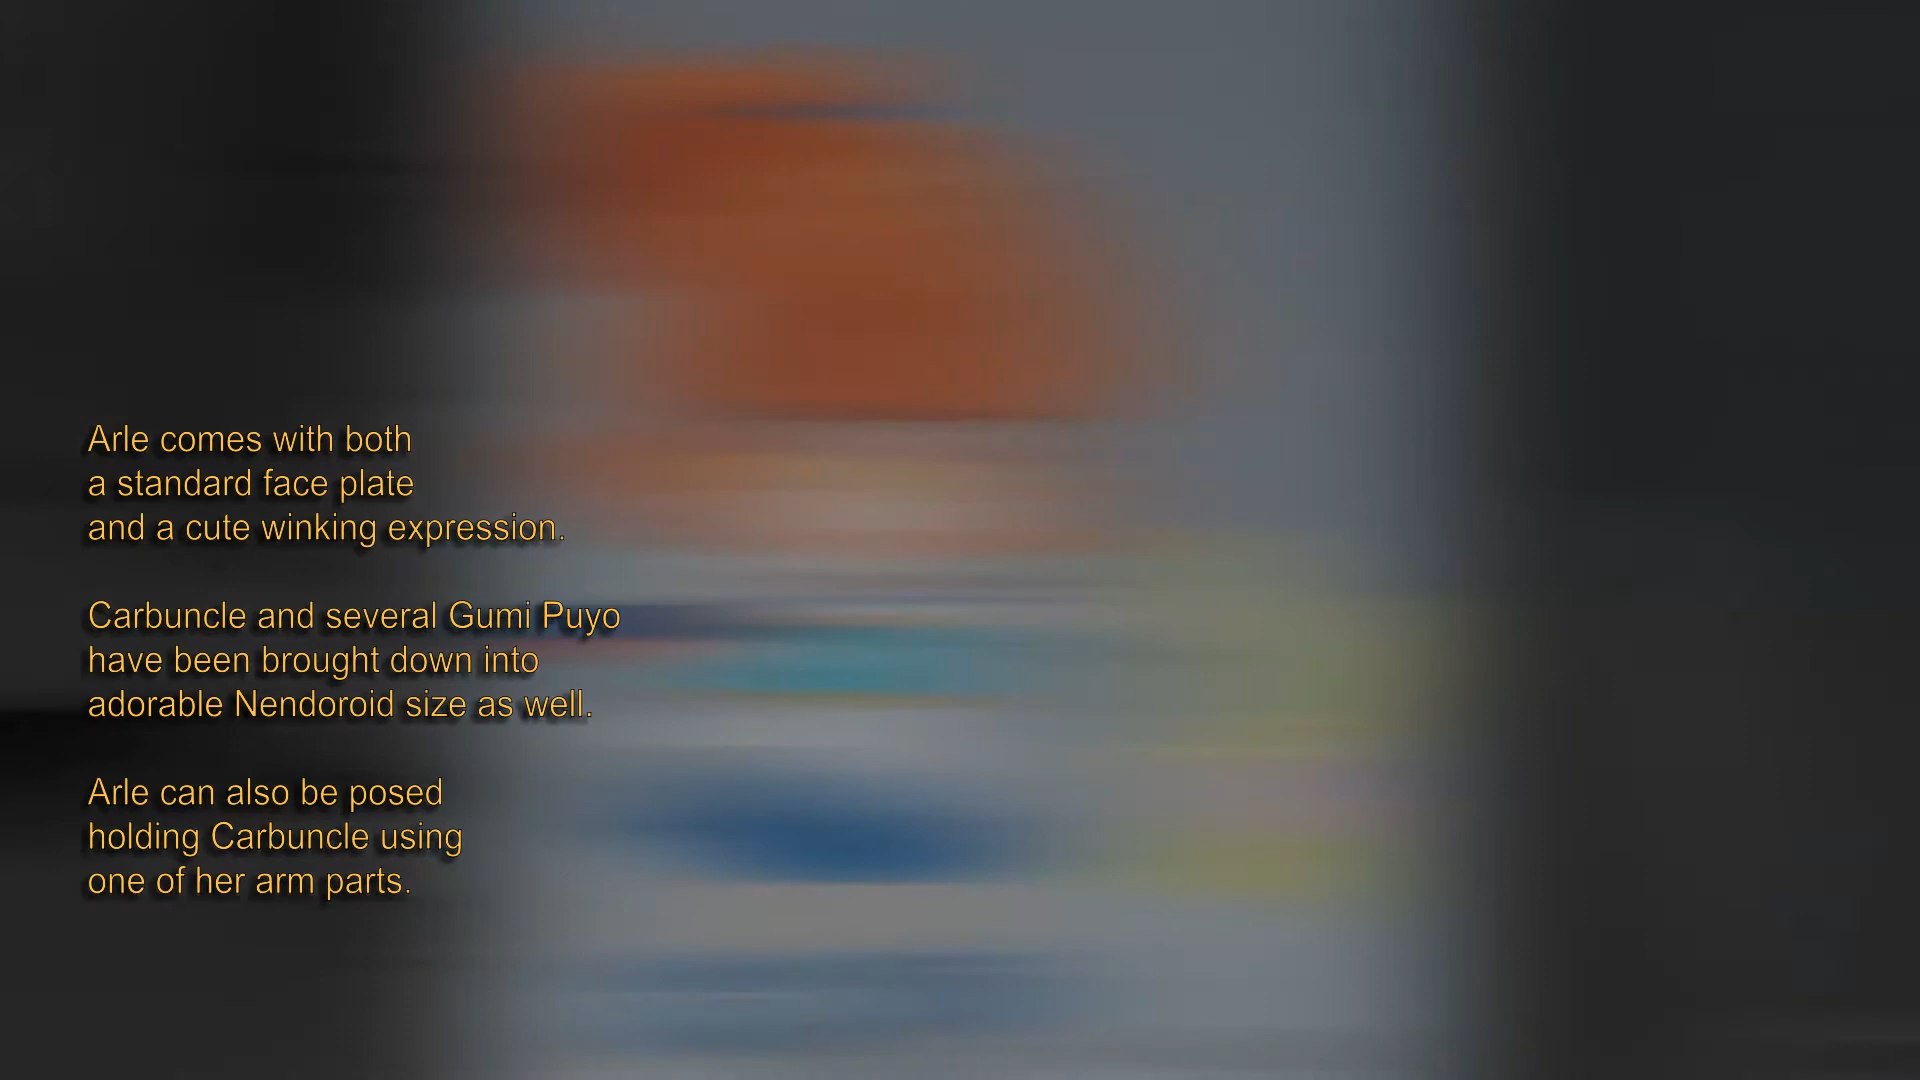 Arle comes with both
a standard face plate
and a cute winking expression.
Carbuncle and several Gumi Puyo
have been brought down into
adorable Nendoroid size as well.
Arle can also be posed
holding Carbuncle using
one of her arm parts.